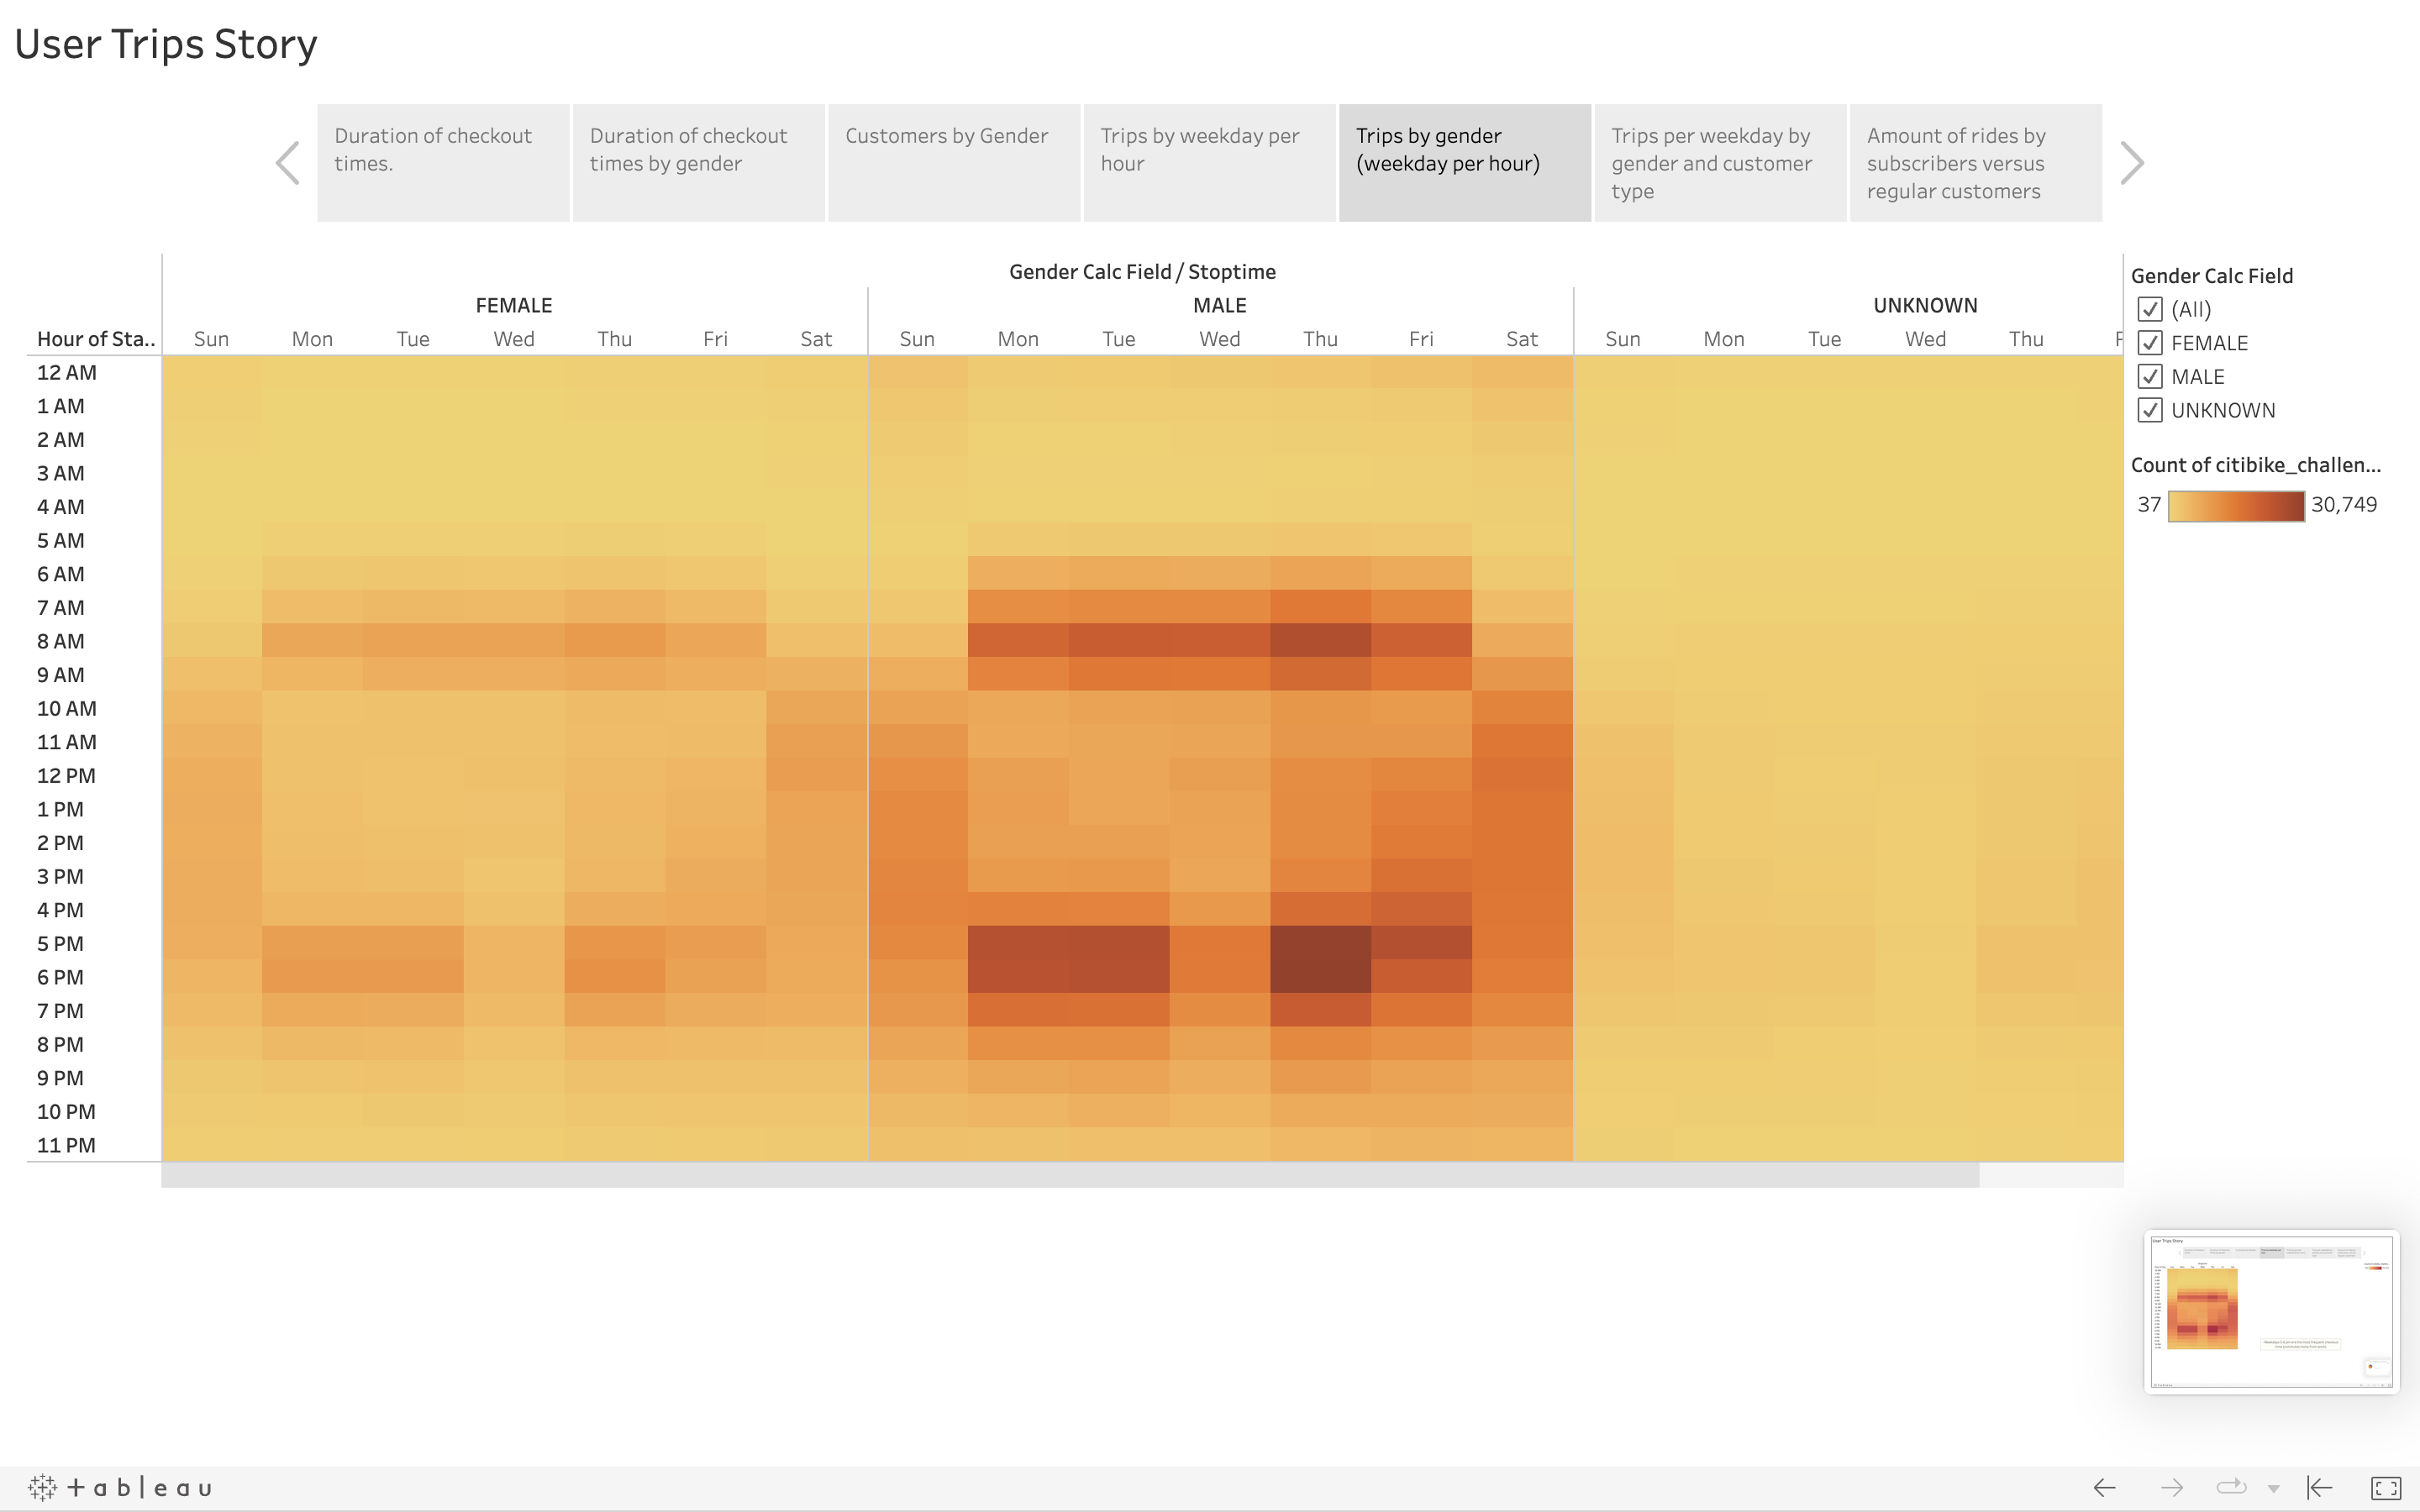 User Trips Story
Duration of checkout
times.
Duration of checkout
times by gender
Customers by Gender
Trips by weekday per
hour
Trips by gender
(weekday per hour)
Trips per weekday by
gender and customer
type
Amount of rides by
subscribers versus
regular customers
Gender Calc Field / Stoptime
FEMALE MALE UNKNOWN
Hour of Sta.. Sun Mon Tue Wed Thu Fri Sat Sun Mon Tue Wed Thu Fri Sat Sun Mon Tue Wed Thu
12 AM
1 AM
2 AM
3 AM
4 AM
5 AM
6 AM
7 AM
8 AM
9 AM
10 AM
11 AM
12 PM
1 PM
2 PM
3 PM
4 PM
5 PM
6 PM
7 PM
8 PM
9 PM
10 PM
11 PM
Gender Calc Field
(All)
FEMALE
MALE
UNKNOWN
Count of citibike_challen...
37 30,749
User Trips Story
+ableau